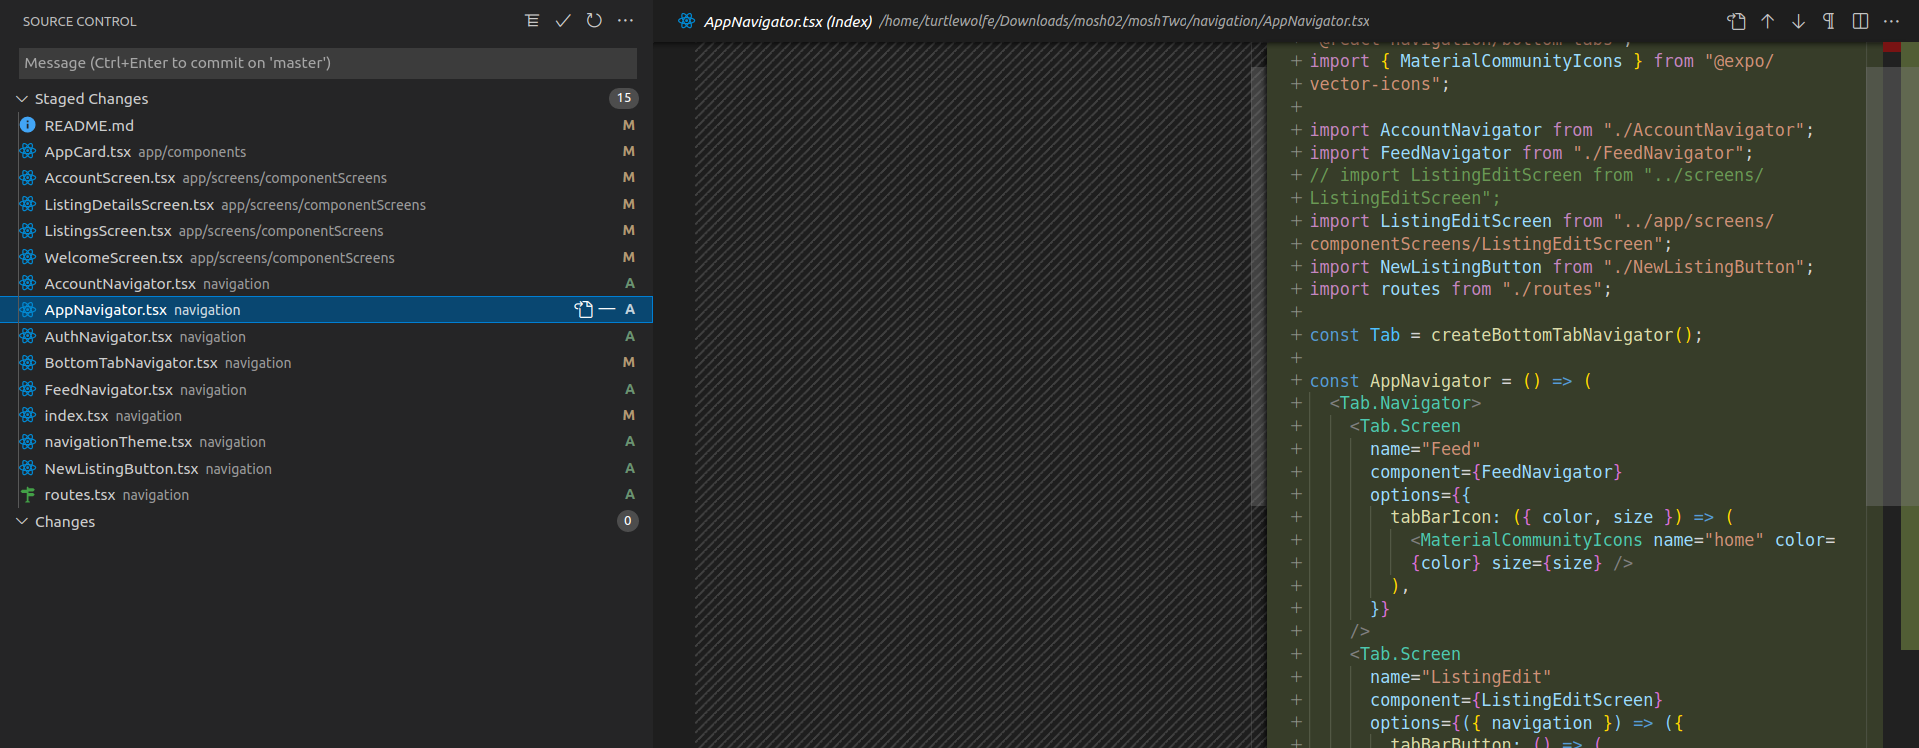 SOURCE CONTROL
Message (Ctrl+Enter to commit on 'master')
Staged Changes 15
README.md M
AppCard.tsx app/components M
AccountScreen.tsx app/screens/componentScreens M
ListingDetailsScreen.tsx app/screens/componentScreens M
ListingsScreen.tsx app/screens/componentScreens M
WelcomeScreen.tsx app/screens/componentScreens M
AccountNavigator.tsx navigation A
AppNavigator.tsx navigation A
AuthNavigator.tsx navigation A
BottomTabNavigator.tsx navigation M
FeedNavigator.tsx navigation A
index.tsx navigation M
navigationTheme.tsx navigation A
NewListingButton.tsx navigation A
routes.tsx navigation A
Changes 0
AppNavigator.tsx (Index) /home/turtlewolfe/Downloads/mosh02/moshTwo/navigation/AppNavigator.tsx
+ "@react-navigation/bottom-tabs";
+ import { MaterialCommunityIcons } from "@expo/
+ vector-icons";
+
+ import AccountNavigator from "./AccountNavigator";
+ import FeedNavigator from "./FeedNavigator";
+ // import ListingEditScreen from "../screens/
+ ListingEditScreen";
+ import ListingEditScreen from "../app/screens/
+ componentScreens/ListingEditScreen";
+ import NewListingButton from "./NewListingButton";
+ import routes from "./routes";
+
+ const Tab = createBottomTabNavigator();
+
+ const AppNavigator = () => (
+ <Tab.Navigator>
+ <Tab.Screen
+ name="Feed"
+ component={FeedNavigator}
+ options={{
+ tabBarIcon: ({ color, size }) => (
+ <MaterialCommunityIcons name="home" color=
+ {color} size={size} />
+ ),
+ }}
+ />
+ <Tab.Screen
+ name="ListingEdit"
+ component={ListingEditScreen}
+ options={({ navigation }) => ({
+ tabBarButton: () => (